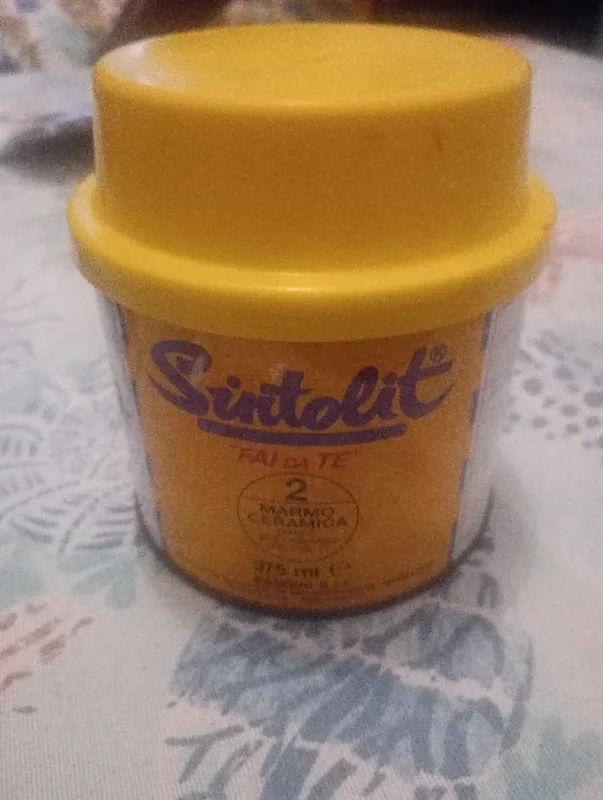 Sintolit®
"FAI DA TE"
2
MARMO
CERAMICA
375 ml ℮